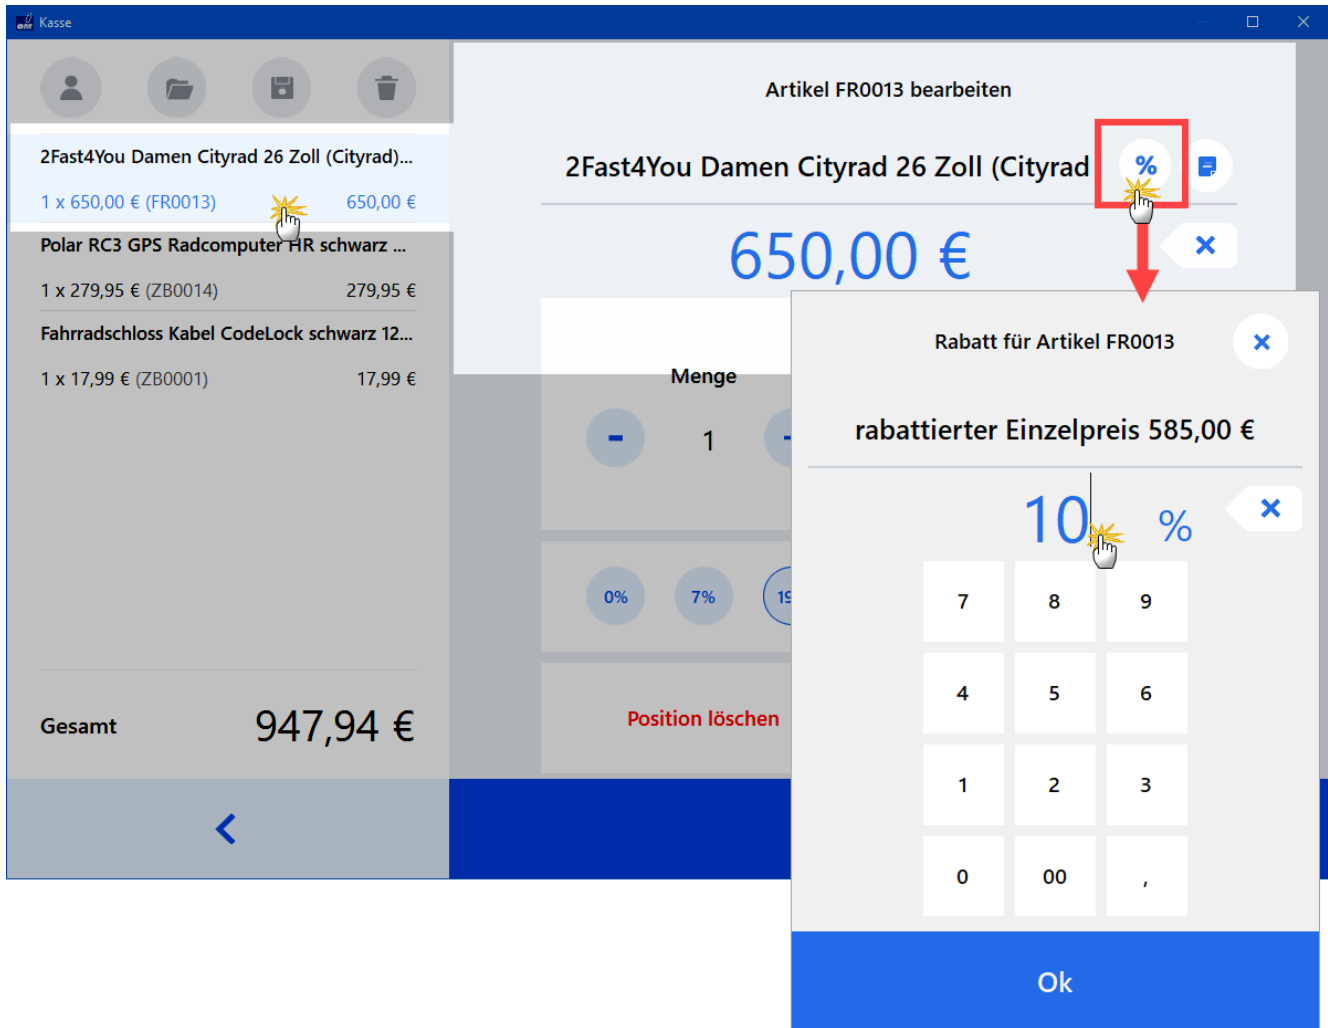 Kasse
2Fast4You Damen Cityrad 26 Zoll (Cityrad)...
1 x 650,00 € (FR0013) 650,00 €
Polar RC3 GPS Radcomputer HR schwarz ...
1 x 279,95 € (ZB0014) 279,95 €
Fahrradschloss Kabel CodeLock schwarz 12...
1 x 17,99 € (ZB0001) 17,99 €
Gesamt 947,94 €
Artikel FR0013 bearbeiten
2Fast4You Damen Cityrad 26 Zoll (Cityrad %
650,00 €
Menge
- 1
0% 7% 19
Position löschen
Rabatt für Artikel FR0013
rabattierter Einzelpreis 585,00 €
10 %
7 8 9
4 5 6
1 2 3
0 00 ,
Ok